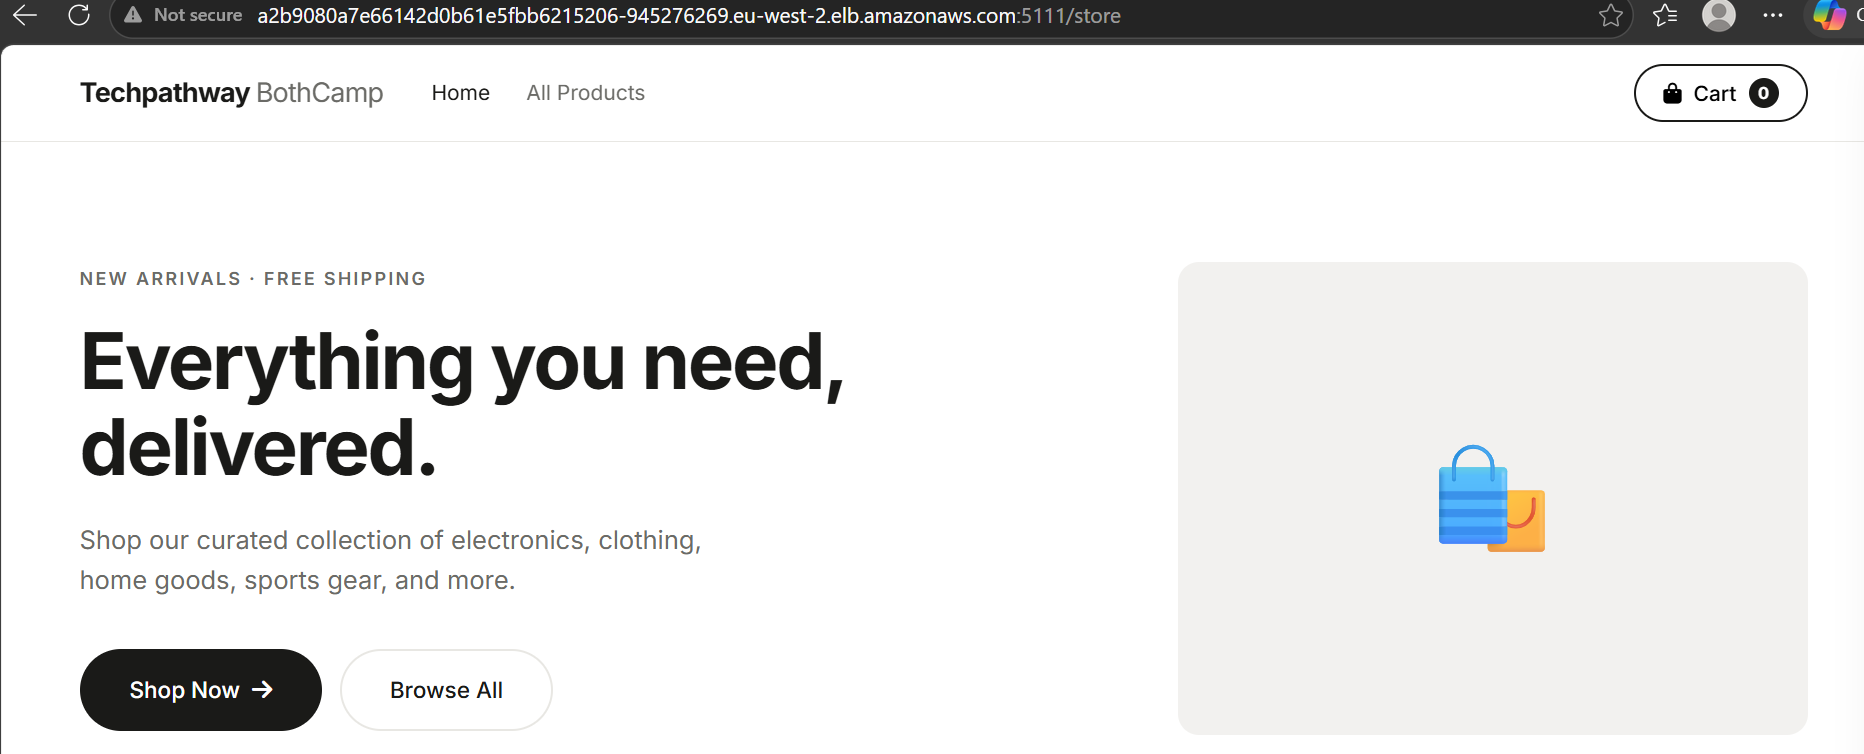 Not secure a2b9080a7e66142d0b61e5fbb6215206-945276269.eu-west-2.elb.amazonaws.com:5111/store
Techpathway BothCamp Home All Products Cart 0
NEW ARRIVALS · FREE SHIPPING
Everything you need,
delivered.
Shop our curated collection of electronics, clothing,
home goods, sports gear, and more.
Shop Now → Browse All